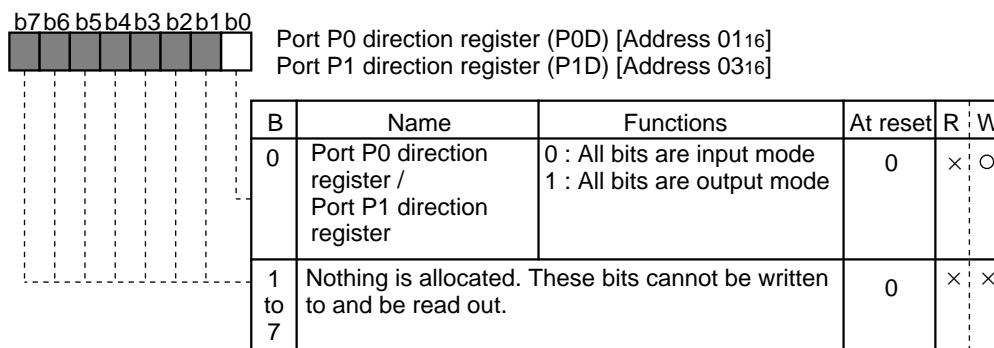 b7 b6 b5 b4 b3 b2 b1 b0
Port P0 direction register (P0D) [Address 0116]
Port P1 direction register (P1D) [Address 0316]
B Name Functions At reset R W
0 Port P0 direction 0 : All bits are input mode 0 × ○
register / 1 : All bits are output mode
Port P1 direction
register
1 Nothing is allocated. These bits cannot be written 0 × ×
to to and be read out.
7